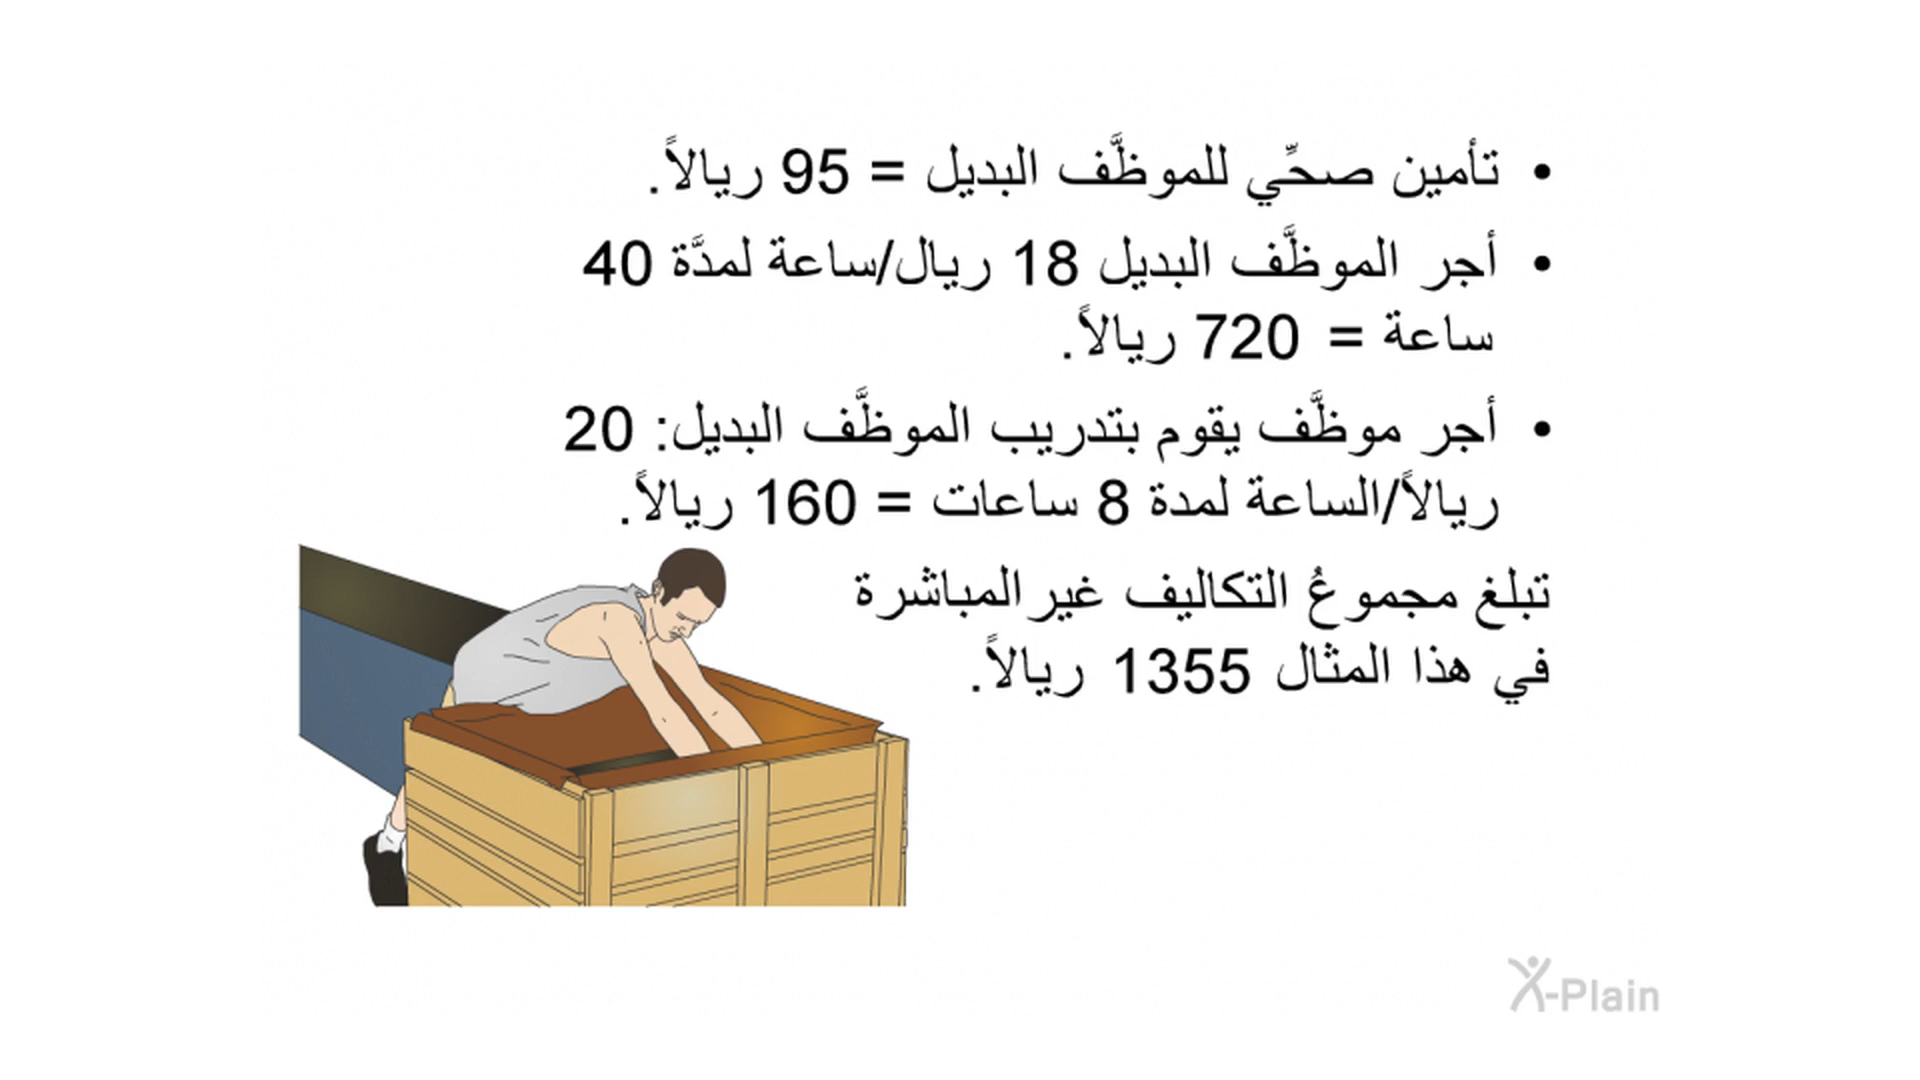 • تأمين صحِّي للموظَّف البديل = 95 ريالاً.
• أجر الموظَّف البديل 18 ريال/ساعة لمدَّة 40
ساعة = 720 ريالاً.
• أجر موظَّف يقوم بتدريب الموظَّف البديل: 20
ريالاً/الساعة لمدة 8 ساعات = 160 ريالاً.
تبلغ مجموعُ التكاليف غير المباشرة
في هذا المثال 1355 ريالاً.
X-Plain